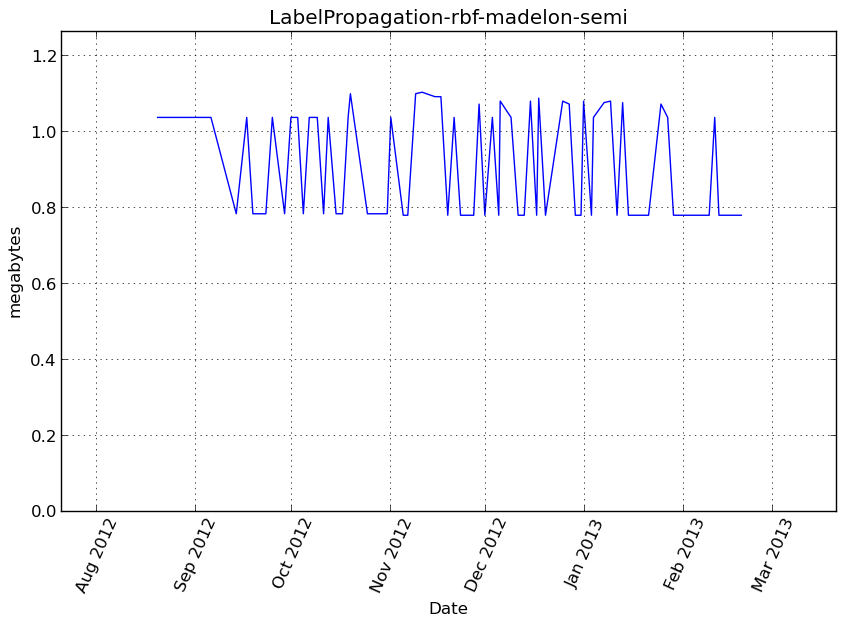 LabelPropagation-rbf-madelon-semi
1.2
1.0
0.8
0.6
0.4
0.2
0.0
megabytes
Aug 2012
Sep 2012
Oct 2012
Nov 2012
Dec 2012
Jan 2013
Feb 2013
Mar 2013
Date